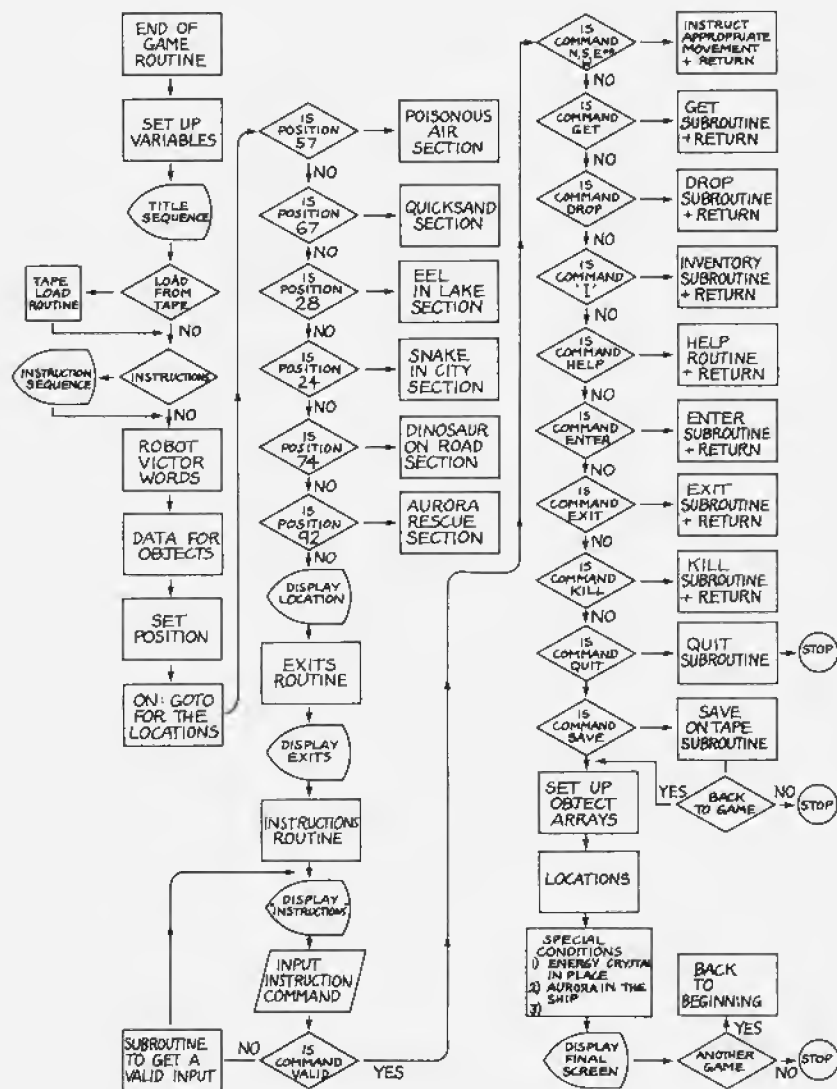 END OF
GAME
ROUTINE
SET UP
VARIABLES
TITLE
SEQUENCE
LOAD
FROM
TAPE
TAPE
LOAD
ROUTINE
NO
INSTRUCTIONS
INSTRUCTION
SEQUENCE
NO
ROBOT
VICTOR
WORDS
DATA FOR
OBJECTS
SET
POSITION
ON: GOTO
FOR THE
LOCATIONS
IS
POSITION
57
POISONOUS
AIR
SECTION
NO
IS
POSITION
67
QUICKSAND
SECTION
NO
IS
POSITION
28
EEL
IN LAKE
SECTION
NO
IS
POSITION
24
SNAKE
IN CITY
SECTION
NO
IS
POSITION
74
DINOSAUR
ON ROAD
SECTION
NO
IS
POSITION
92
AURORA
RESCUE
SECTION
NO
DISPLAY
LOCATION
EXITS
ROUTINE
DISPLAY
EXITS
INSTRUCTIONS
ROUTINE
DISPLAY
INSTRUCTIONS
INPUT
INSTRUCTION
COMMAND
IS
COMMAND
VALID
NO
SUBROUTINE
TO GET A
VALID INPUT
YES
IS
COMMAND
N, S, E OR
W
INSTRUCT
APPROPRIATE
MOVEMENT
+ RETURN
NO
IS
COMMAND
GET
GET
SUBROUTINE
+ RETURN
NO
IS
COMMAND
DROP
DROP
SUBROUTINE
+ RETURN
NO
IS
COMMAND
'I'
INVENTORY
SUBROUTINE
+ RETURN
NO
IS
COMMAND
HELP
HELP
ROUTINE
+ RETURN
NO
IS
COMMAND
ENTER
ENTER
SUBROUTINE
+ RETURN
NO
IS
COMMAND
EXIT
EXIT
SUBROUTINE
+ RETURN
NO
IS
COMMAND
KILL
KILL
SUBROUTINE
+ RETURN
NO
IS
COMMAND
QUIT
QUIT
SUBROUTINE
STOP
IS
COMMAND
SAVE
SAVE
ON TAPE
SUBROUTINE
BACK
TO GAME
YES
NO
STOP
SET UP
OBJECT
ARRAYS
LOCATIONS
SPECIAL
CONDITIONS
1) ENERGY CRYSTAL
IN PLACE
2) AURORA IN THE
SHIP
3)
DISPLAY
FINAL
SCREEN
ANOTHER
GAME
YES
BACK
TO
BEGINNING
NO
STOP